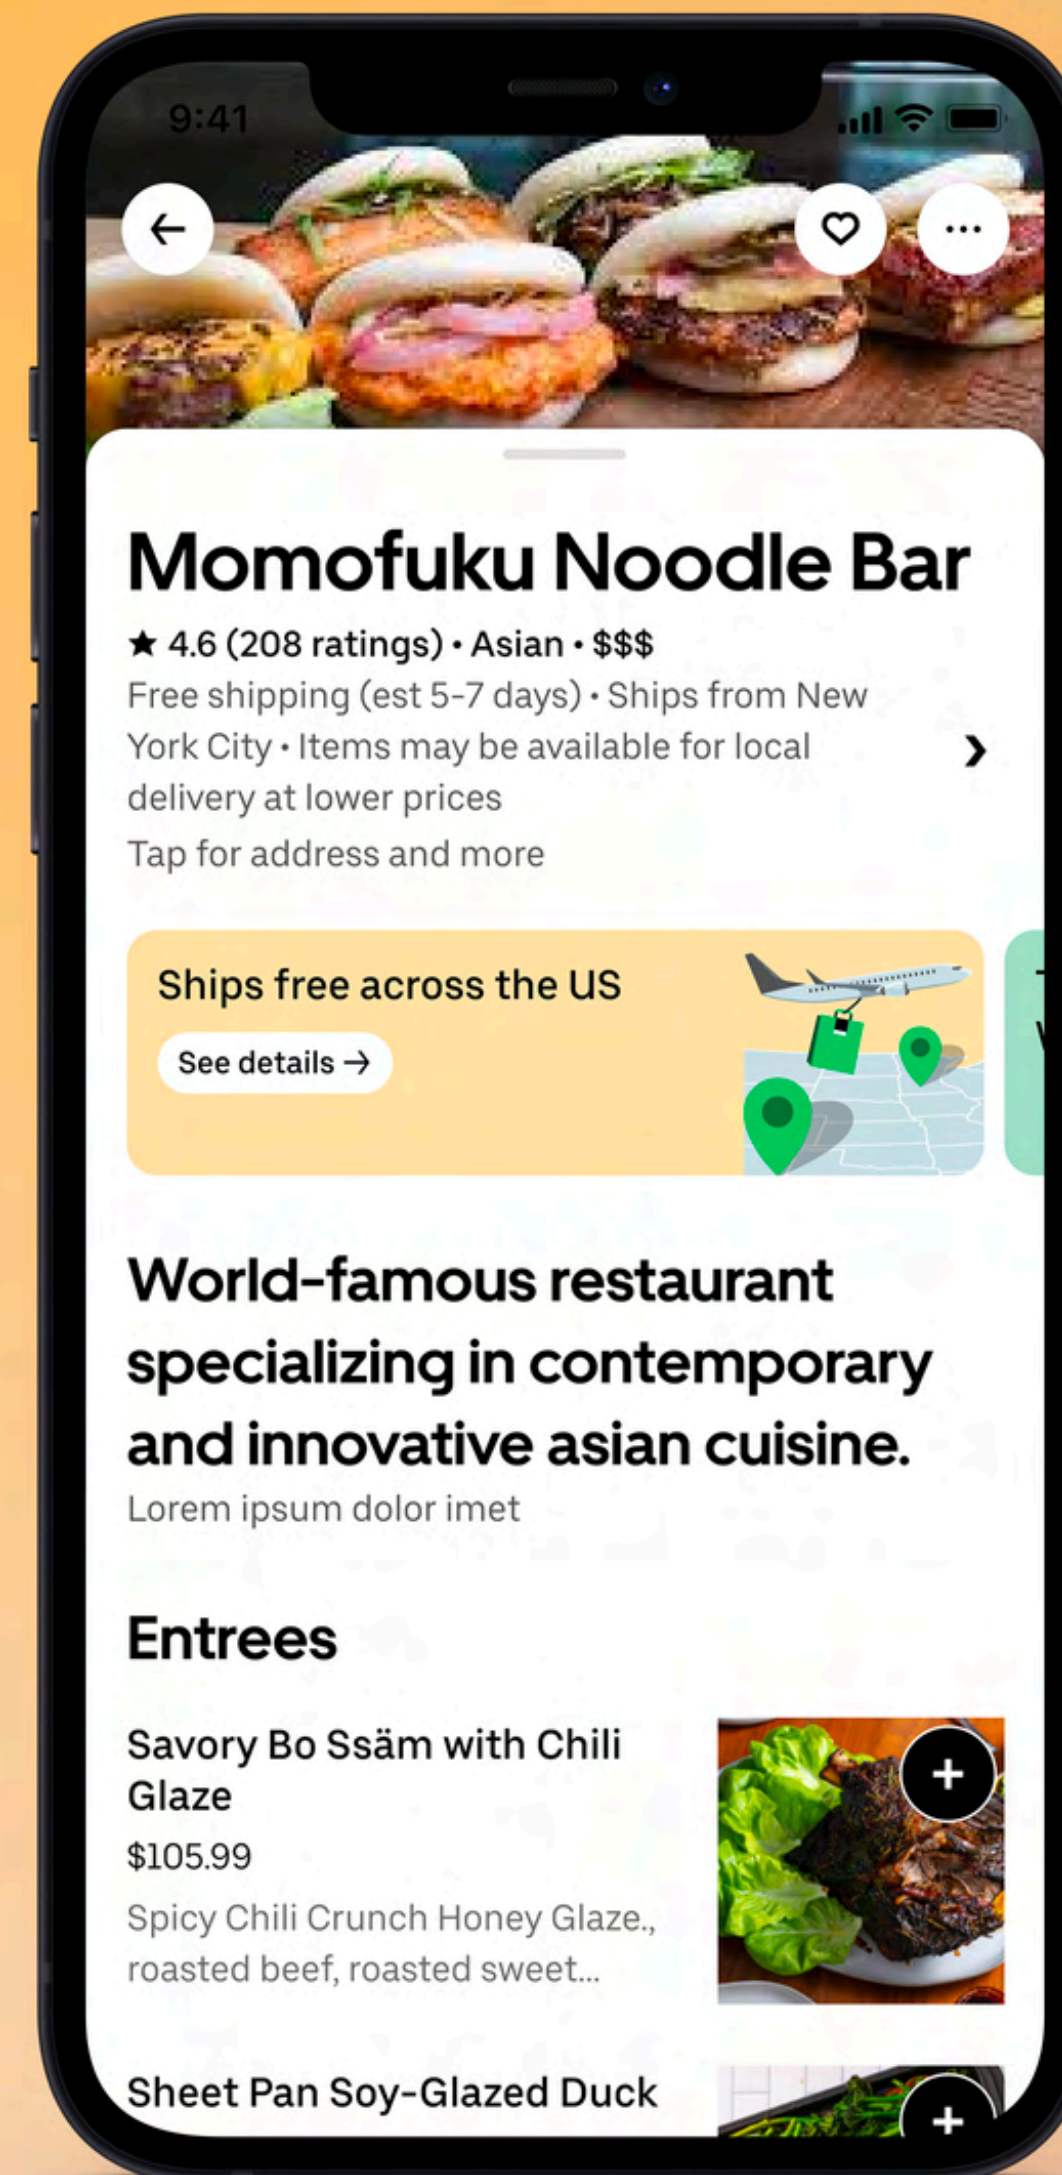 9:41
Momofuku Noodle Bar
★ 4.6 (208 ratings) • Asian • $$$
Free shipping (est 5-7 days) • Ships from New
York City • Items may be available for local
delivery at lower prices
Tap for address and more
Ships free across the US
See details →
World-famous restaurant
specializing in contemporary
and innovative asian cuisine.
Lorem ipsum dolor imet
Entrees
Savory Bo Ssäm with Chili
Glaze
$105.99
Spicy Chili Crunch Honey Glaze.,
roasted beef, roasted sweet...
Sheet Pan Soy-Glazed Duck